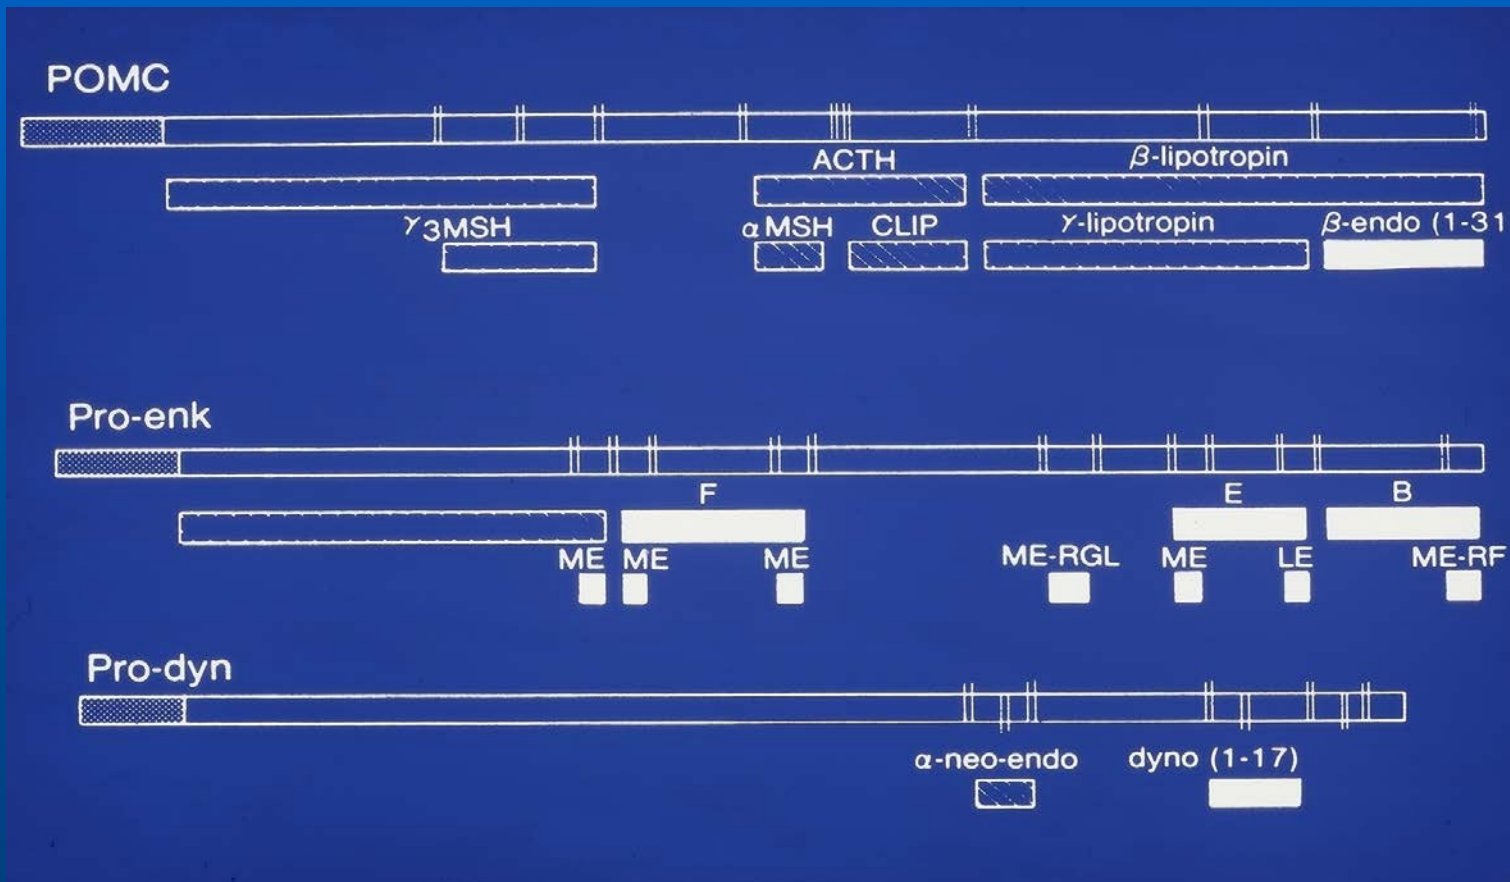 POMC
ACTH β-lipotropin
γ3MSH α MSH CLIP γ-lipotropin β-endo (1-31
Pro-enk
F E B
ME ME ME ME-RGL ME LE ME-RF
Pro-dyn
α-neo-endo dyno (1-17)